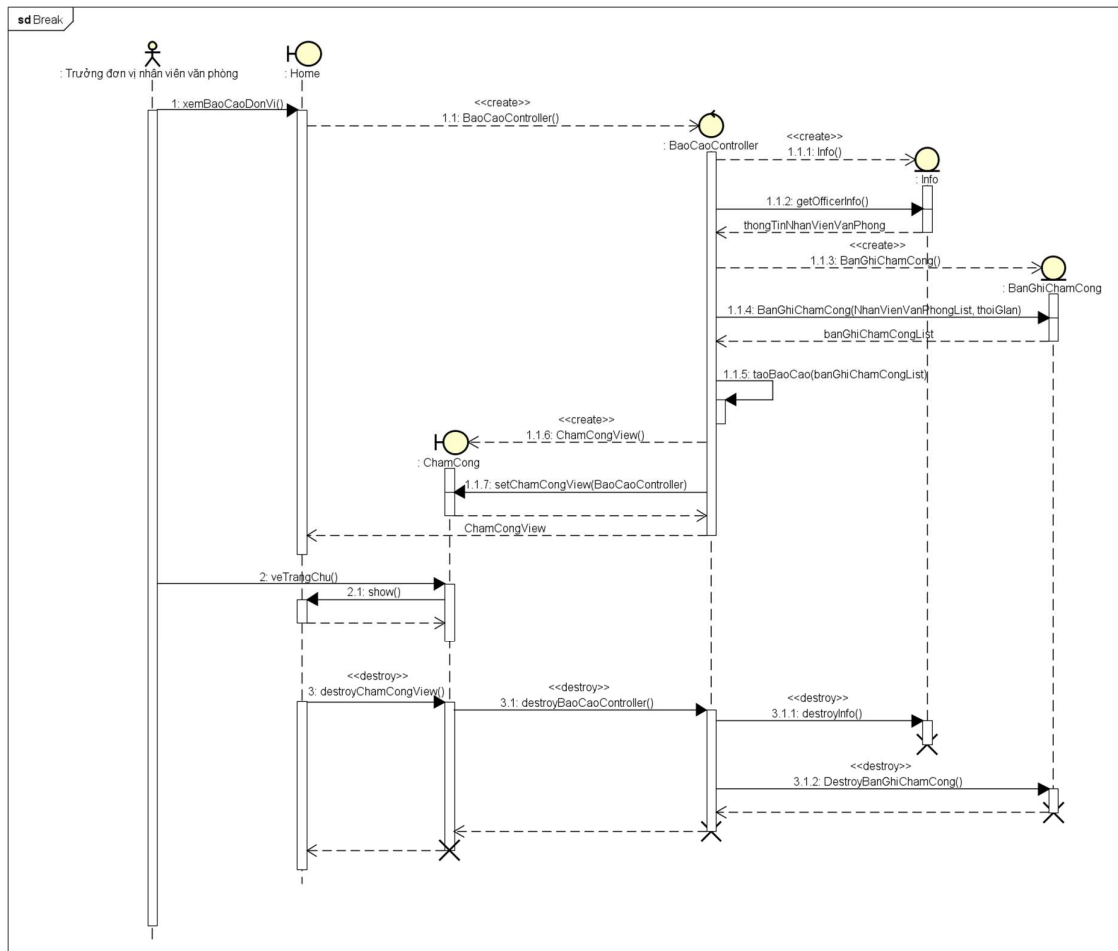 sd Break
: Trưởng đơn vị nhân viên văn phòng
: Home
1: xemBaoCaoDonVi()
<<create>>
1.1: BaoCaoController()
: BaoCaoController
<<create>>
1.1.1: Info()
: Info
1.1.2: getOfficerInfo()
thongTinNhanVienVanPhong
<<create>>
1.1.3: BanGhiChamCong()
: BanGhiChamCong
1.1.4: BanGhiChamCong(NhanVienVanPhongList, thoiGIan)
banGhiChamCongList
1.1.5: taoBaoCao(banGhiChamCongList)
<<create>>
1.1.6: ChamCongView()
: ChamCong
1.1.7: setChamCongView(BaoCaoController)
ChamCongView
2: veTrangChu()
2.1: show()
<<destroy>>
3: destroyChamCongView()
<<destroy>>
3.1: destroyBaoCaoController()
<<destroy>>
3.1.1: destroyInfo()
<<destroy>>
3.1.2: DestroyBanGhiChamCong()